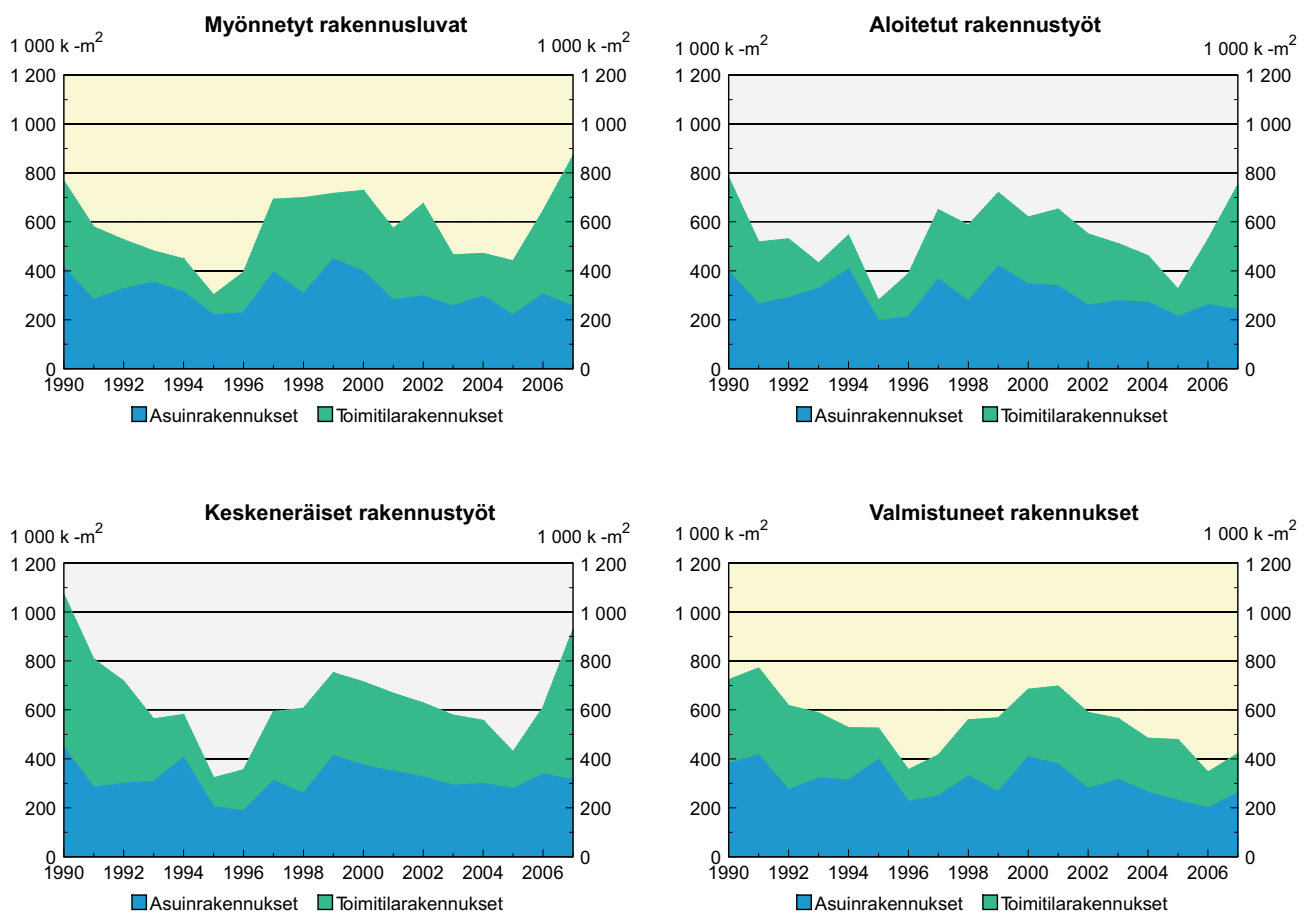 Myönnetyt rakennusluvat
1 000 k -m²
1 000 k -m²
1 200
1 000
800
600
400
200
0
1 200
1 000
800
600
400
200
0
1990 1992 1994 1996 1998 2000 2002 2004 2006
Asuinrakennukset Toimitilarakennukset
Aloitetut rakennustyöt
1 000 k -m²
1 000 k -m²
1 200
1 000
800
600
400
200
0
1 200
1 000
800
600
400
200
0
1990 1992 1994 1996 1998 2000 2002 2004 2006
Asuinrakennukset Toimitilarakennukset
Keskeneräiset rakennustyöt
1 000 k -m²
1 000 k -m²
1 200
1 000
800
600
400
200
0
1 200
1 000
800
600
400
200
0
1990 1992 1994 1996 1998 2000 2002 2004 2006
Asuinrakennukset Toimitilarakennukset
Valmistuneet rakennukset
1 000 k -m²
1 000 k -m²
1 200
1 000
800
600
400
200
0
1 200
1 000
800
600
400
200
0
1990 1992 1994 1996 1998 2000 2002 2004 2006
Asuinrakennukset Toimitilarakennukset